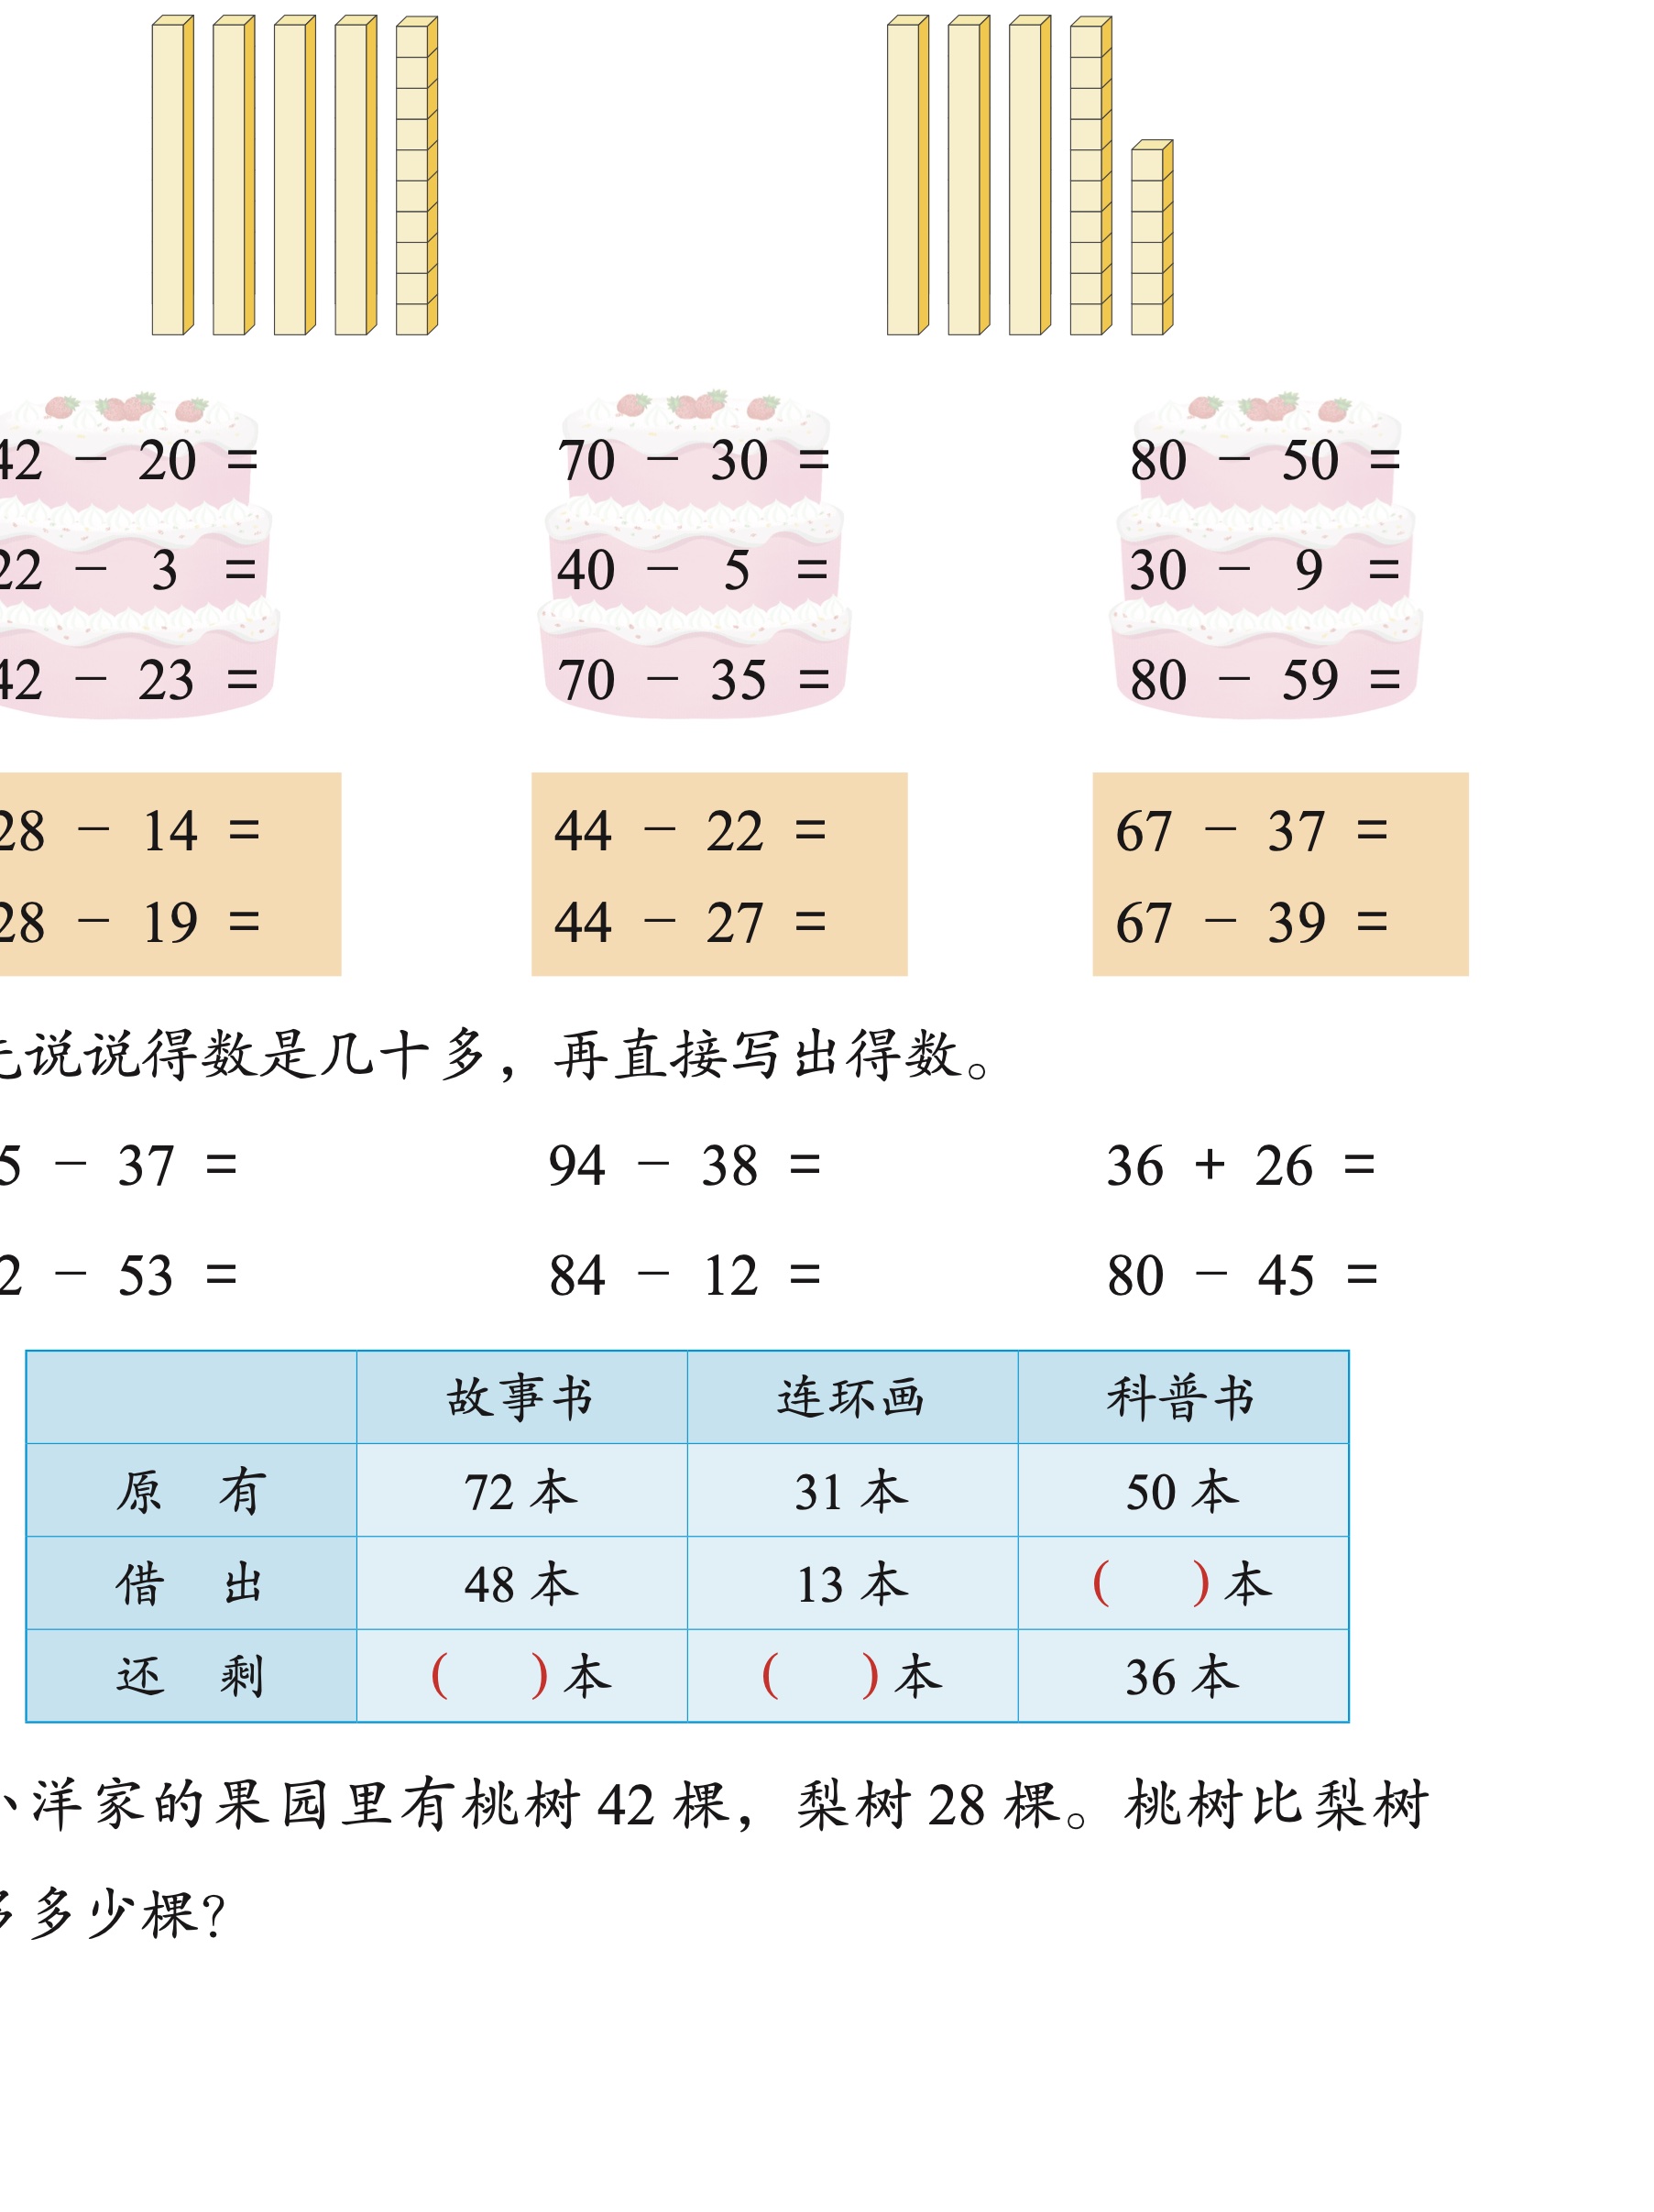 42 − 20 = 70 − 30 = 80 − 50 =
22 − 3 = 40 − 5 = 30 − 9 =
42 − 23 = 70 − 35 = 80 − 59 =
28 − 14 = 44 − 22 = 67 − 37 =
28 − 19 = 44 − 27 = 67 − 39 =
先说说得数是几十多，再直接写出得数。
5 − 37 = 94 − 38 = 36 + 26 =
2 − 53 = 84 − 12 = 80 − 45 =
故事书 连环画 科普书
原 有 72 本 31 本 50 本
借 出 48 本 13 本 ( ) 本
还 剩 ( ) 本 ( ) 本 36 本
小洋家的果园里有桃树 42 棵，梨树 28 棵。桃树比梨树
多多少棵？